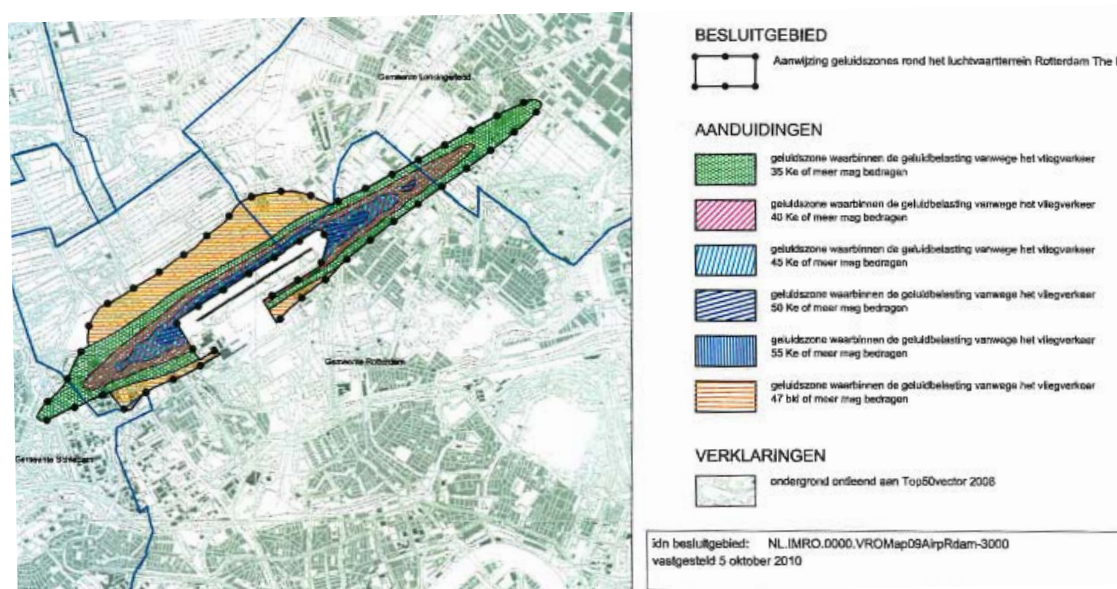 Gemeente Lansingerland
Gemeente Rotterdam
Gemeente Schiedam
BESLUITGEBIED
Aanwijzing geluidszones rond het luchtvaartterrein Rotterdam The
AANDUIDINGEN
geluidszone waarbinnen de geluidbelasting vanwege het vliegverkeer
35 Ke of meer mag bedragen
geluidszone waarbinnen de geluidbelasting vanwege het vliegverkeer
40 Ke of meer mag bedragen
geluidszone waarbinnen de geluidbelasting vanwege het vliegverkeer
45 Ke of meer mag bedragen
geluidszone waarbinnen de geluidbelasting vanwege het vliegverkeer
50 Ke of meer mag bedragen
geluidszone waarbinnen de geluidbelasting vanwege het vliegverkeer
55 Ke of meer mag bedragen
geluidszone waarbinnen de geluidbelasting vanwege het vliegverkeer
47 bkl of meer mag bedragen
VERKLARINGEN
ondergrond ontleend aan Top50vector 2008
idn besluitgebied: NL.IMRO.0000.VROMap09AirpRdam-3000
vastgesteld 5 oktober 2010